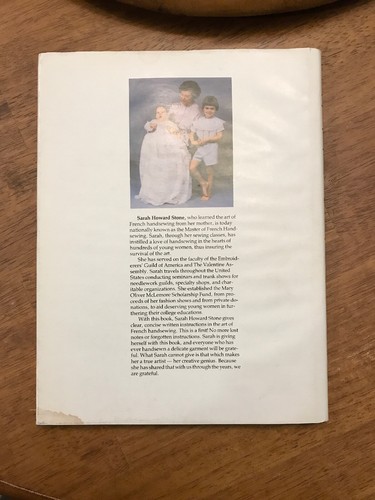 Sarah Howard Stone, who learned the art of
French handsewing from her mother, is today
nationally known as the Master of French Hand
sewing. Sarah, through her sewing classes, has
instilled a love of handsewing in the hearts of
hundreds of young women, thus insuring the
survival of the art.
She has served on the faculty of the Embroid-
erers' Guild of America and The Valentine As-
sembly. Sarah travels throughout the United
States conducting seminars and trunk shows for
needlework guilds, specialty shops, and char-
itable organizations. She established the Mary
Oliver McLemore Scholarship Fund, from pro-
ceeds of her fashion shows and from private do-
nations, to aid deserving young women in fur-
thering their college educations.
With this book, Sarah Howard Stone gives
clear, concise written instructions in the art of
French handsewing. This is a first! No more lost
notes or forgotten instructions. Sarah is giving
herself with this book, and everyone who has
ever handsewn a delicate garment will be grate-
ful. What Sarah cannot give is that which makes
her a true artist — her creative genius. Because
she has shared that with us through the years, we
are grateful.